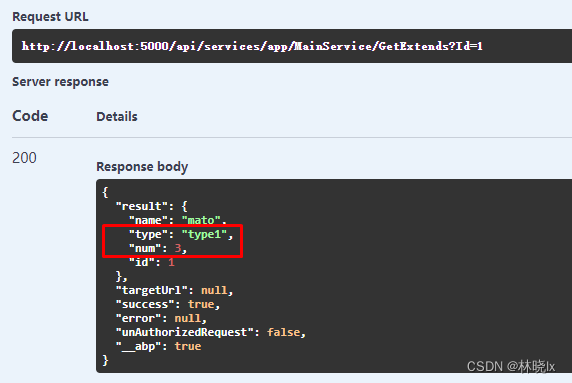 Request URL
http://localhost:5000/api/services/app/MainService/GetExtends?Id=1
Server response
Code Details
200
Response body
{
"result": {
"name": "mato",
"type": "type1",
"num": 3,
"id": 1
},
"targetUrl": null,
"success": true,
"error": null,
"unAuthorizedRequest": false,
"__abp": true
}
CSDN @林晓lx